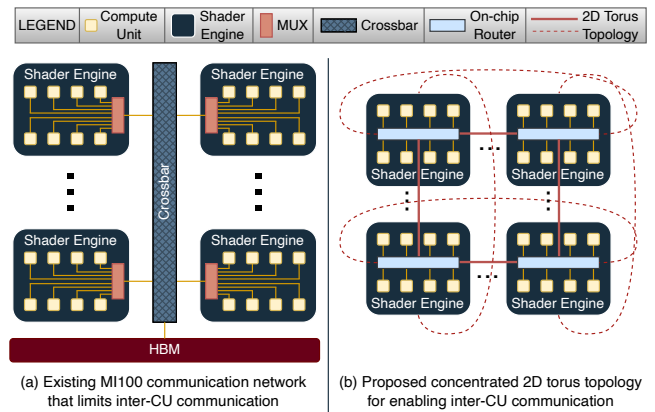 LEGEND
Compute
Unit
Shader
Engine
MUX
Crossbar
On-chip
Router
2D Torus
Topology
Shader Engine
Shader Engine
Crossbar
Shader Engine
Shader Engine
HBM
Shader Engine
Shader Engine
Shader Engine
Shader Engine
(a) Existing MI100 communication network
that limits inter-CU communication
(b) Proposed concentrated 2D torus topology
for enabling inter-CU communication